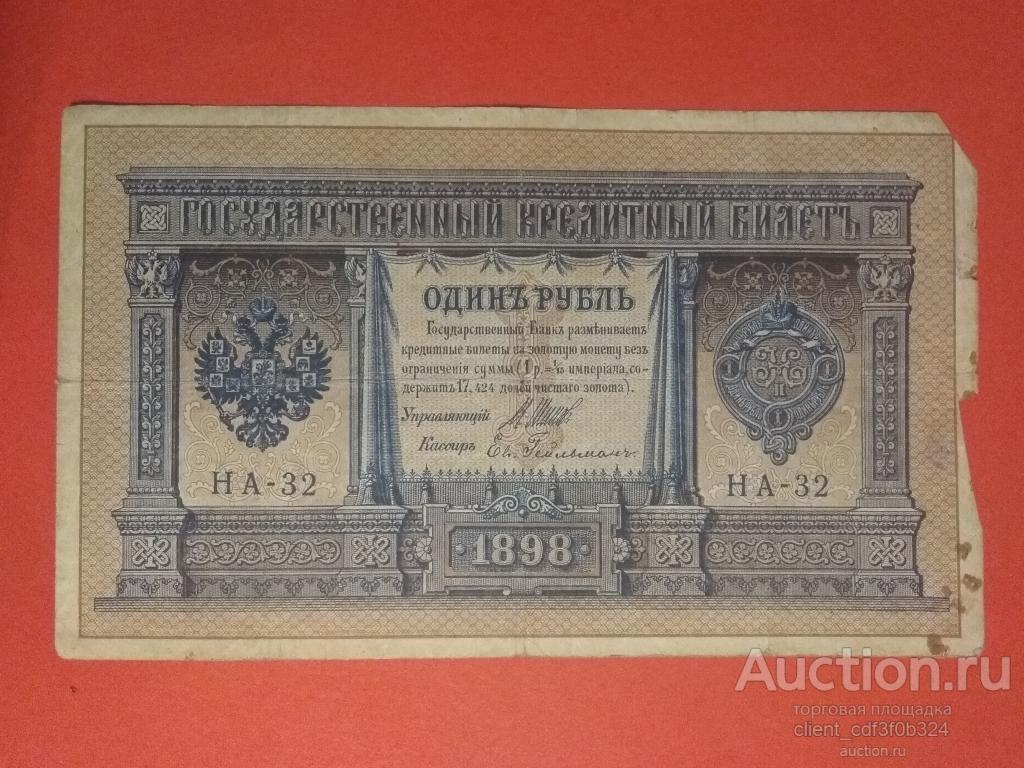 ГОСУДАРСТВЕННЫЙ КРЕДИТНЫЙ БИЛЕТЪ
ОДИНЪ РУБЛЬ
Государственный Банкъ размѣниваетъ
кредитные билеты на золотую монету безъ
ограниченія суммы (1 р. = 1/15 имперіала, со-
держитъ 17,424 долей чистаго золота).
Управляющій
Кассиръ Ев. Гейльманъ
НА-32
НА-32
1898
Auction.ru
торговая площадка
client_cdf3f0b324
auction.ru